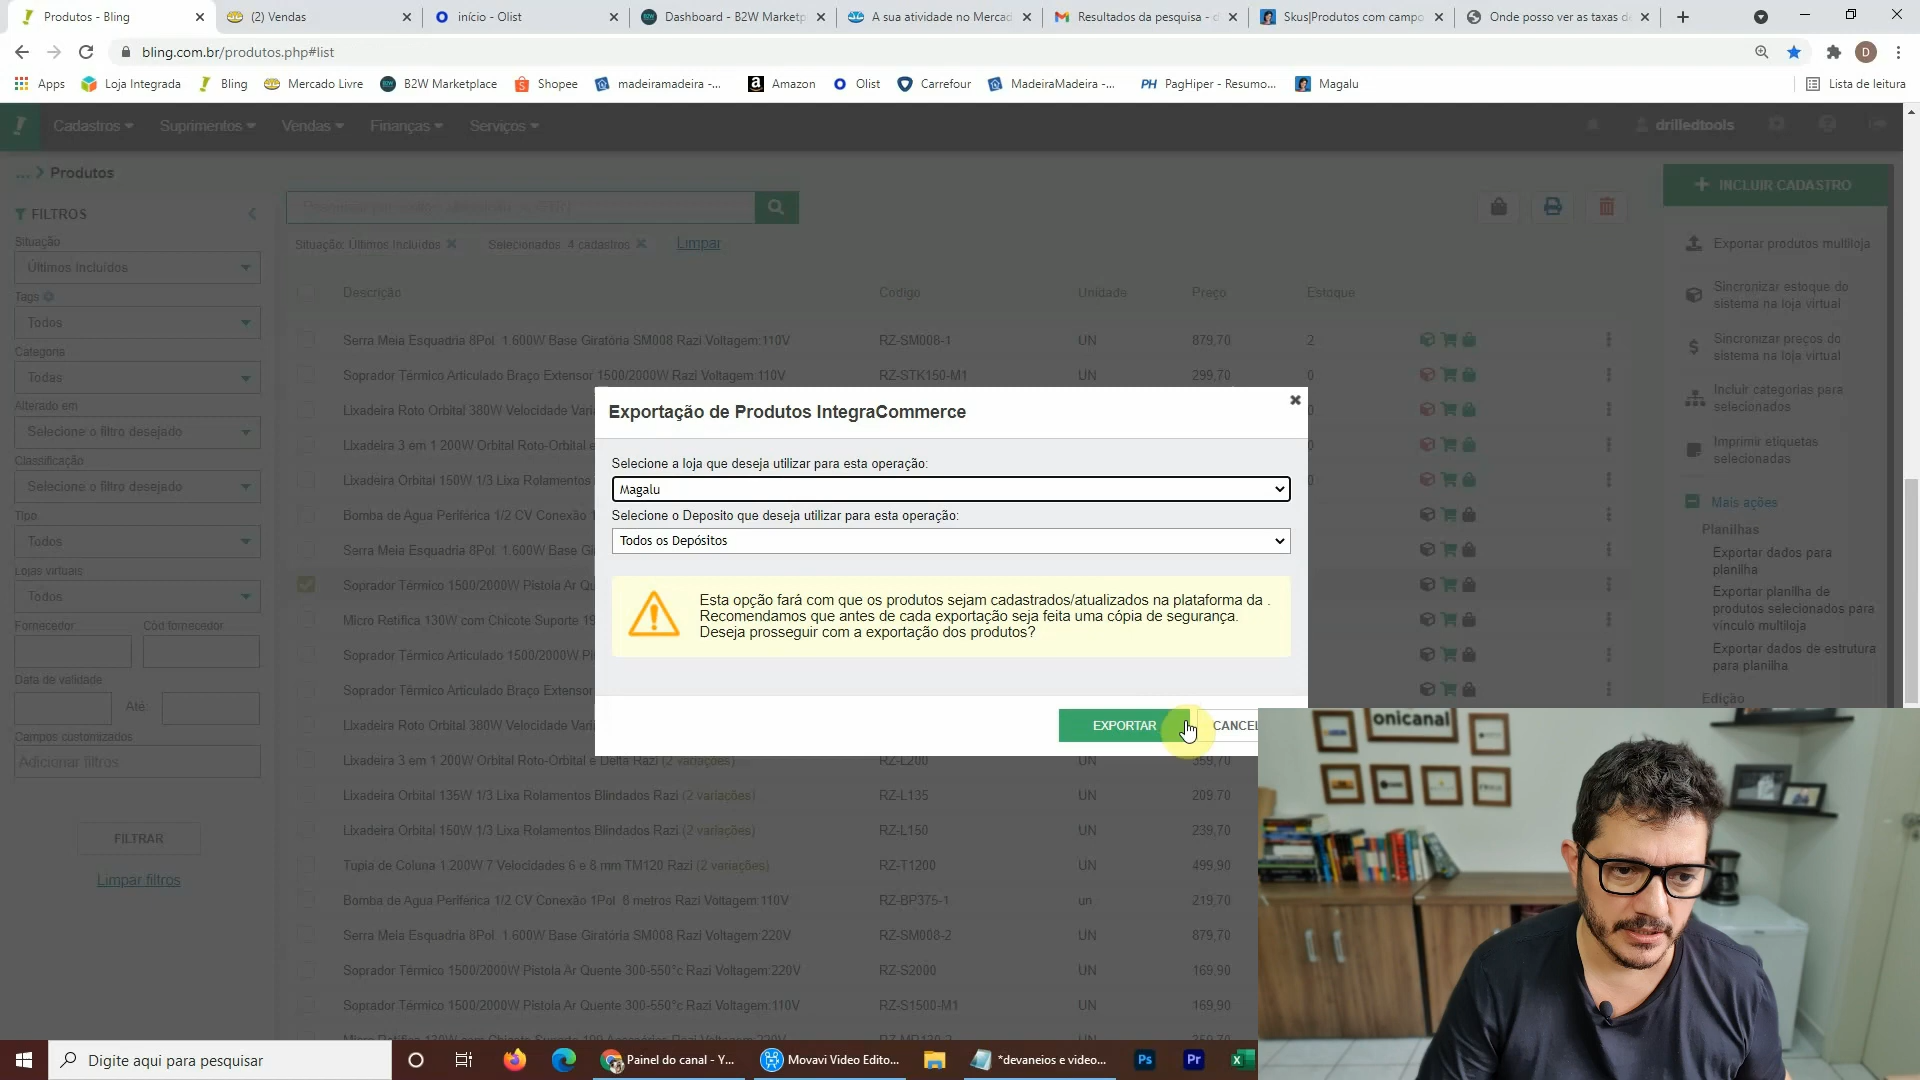 Produtos - Bling
(2) Vendas
início - Olist
Dashboard - B2W Marketp
A sua atividade no Mercad
Resultados da pesquisa - d
Skus|Produtos com campo
Onde posso ver as taxas de
bling.com.br/produtos.php#list
D
Apps
Loja Integrada
Bling
Mercado Livre
B2W Marketplace
Shopee
madeiramadeira -...
Amazon
Olist
Carrefour
MadeiraMadeira -...
PH PagHiper - Resumo...
Magalu
Lista de leitura
Cadastros
Suprimentos
Vendas
Finanças
Serviços
drilledtools
... > Produtos
INCLUIR CADASTRO
FILTROS
Situação
Últimos Incluídos
Tags
Todos
Categoria
Todas
Alterado em
Selecione o filtro desejado
Classificação
Selecione o filtro desejado
Tipo
Todos
Lojas virtuais
Todos
Fornecedor
Cód fornecedor
Data de validade
Até:
Campos customizados
Adicionar filtros
FILTRAR
Limpar filtros
Situação: Últimos Incluídos
Selecionados: 4 cadastros
Limpar
Descrição Código Unidade Preço Estoque
Serra Meia Esquadria 8Pol 1.600W Base Giratória SM008 Razi Voltagem:110V RZ-SM008-1 UN 879,70 2
Soprador Térmico Articulado Braço Extensor 1500/2000W Razi Voltagem:110V RZ-STK150-M1 UN 299,70 0
Lixadeira Roto Orbital 380W Velocidade Vari 0
Lixadeira 3 em 1 200W Orbital Roto-Orbital e 0
Lixadeira Orbital 150W 1/3 Lixa Rolamentos 0
Bomba de Agua Periférica 1/2 CV Conexão 1
Serra Meia Esquadria 8Pol 1.600W Base Gi
Soprador Térmico 1500/2000W Pistola Ar Qu
Micro Retífica 130W com Chicote Suporte 19
Soprador Térmico Articulado 1500/2000W Pi
Soprador Térmico Articulado Braço Extensor
Lixadeira Roto Orbital 380W Velocidade Vari
Lixadeira 3 em 1 200W Orbital Roto-Orbital e Delta Razi (2 variações) RZ-L200 UN 359,70
Lixadeira Orbital 135W 1/3 Lixa Rolamentos Blindados Razi (2 variações) RZ-L135 UN 209,70
Lixadeira Orbital 150W 1/3 Lixa Rolamentos Blindados Razi (2 variações) RZ-L150 UN 239,70
Tupia de Coluna 1.200W 7 Velocidades 6 e 8 mm TM120 Razi (2 variações) RZ-T1200 UN 499,90
Bomba de Agua Periférica 1/2 CV Conexão 1Pol 6 metros Razi Voltagem:110V RZ-BP375-1 un 219,70
Serra Meia Esquadria 8Pol 1.600W Base Giratória SM008 Razi Voltagem:220V RZ-SM008-2 UN 879,70
Soprador Térmico 1500/2000W Pistola Ar Quente 300-550°c Razi Voltagem:220V RZ-S2000 UN 169,90
Soprador Térmico 1500/2000W Pistola Ar Quente 300-550°c Razi Voltagem:110V RZ-S1500-M1 UN 169,90
Exportação de Produtos IntegraCommerce
Selecione a loja que deseja utilizar para esta operação:
Magalu
Selecione o Deposito que deseja utilizar para esta operação:
Todos os Depósitos
Esta opção fará com que os produtos sejam cadastrados/atualizados na plataforma da .
Recomendamos que antes de cada exportação seja feita uma cópia de segurança.
Deseja prosseguir com a exportação dos produtos?
EXPORTAR
CANCEL
Exportar produtos multiloja
Sincronizar estoque do
sistema na loja virtual
Sincronizar preços do
sistema na loja virtual
Incluir categorias para
selecionados
Imprimir etiquetas
selecionadas
Mais ações
Planilhas
Exportar dados para
planilha
Exportar planilha de
produtos selecionados para
vínculo multiloja
Exportar dados de estrutura
para planilha
Edição
onicanal
Digite aqui para pesquisar
Painel do canal - Y...
Movavi Video Edito...
*devaneios e video...
Ps
Pr